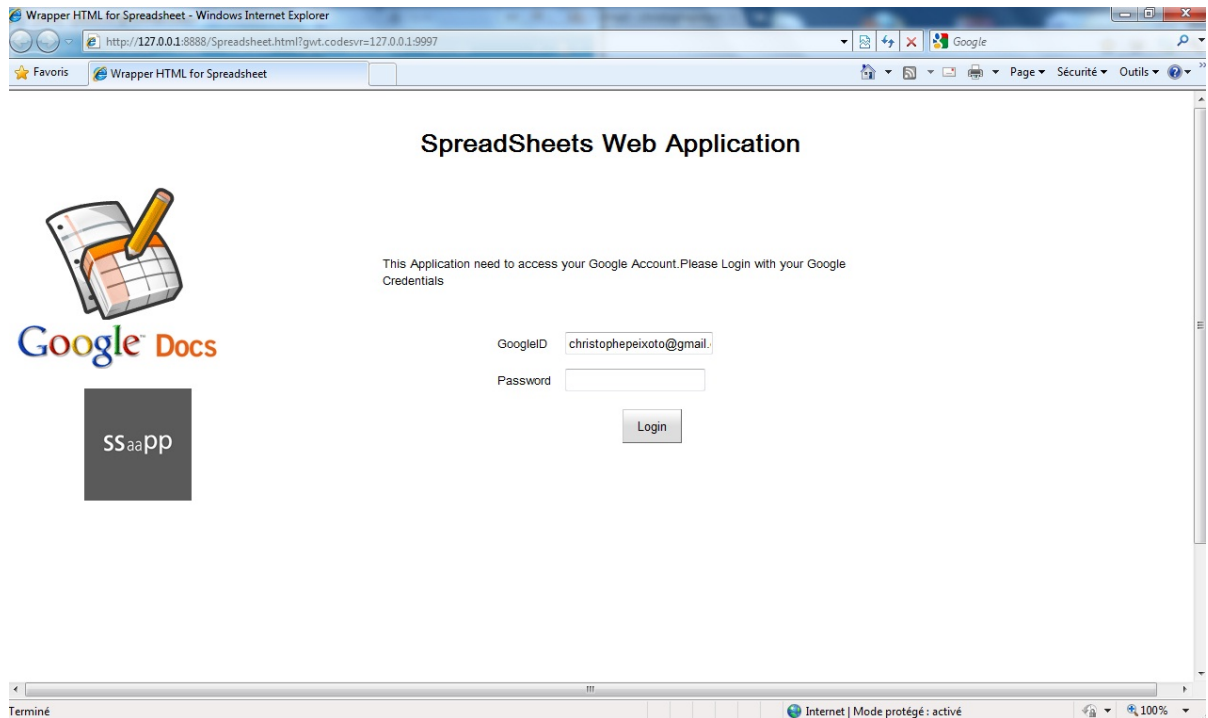 Wrapper HTML for Spreadsheet - Windows Internet Explorer
http://127.0.0.1:8888/Spreadsheet.html?gwt.codesvr=127.0.0.1:9997
Google
Favoris
Wrapper HTML for Spreadsheet
Page
Sécurité
Outils
SpreadSheets Web Application
This Application need to access your Google Account.Please Login with your Google
Credentials
Google™ Docs
GoogleID
christophepeixoto@gmail.
Password
Login
ssaapp
Terminé
Internet | Mode protégé : activé
100%